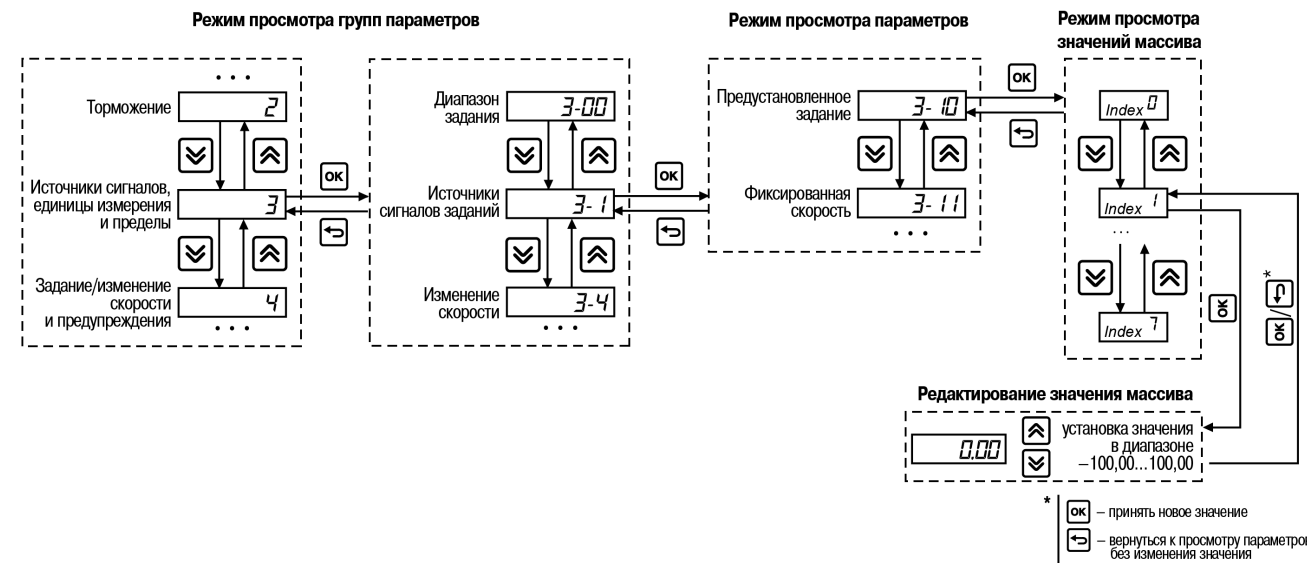 Режим просмотра групп параметров
Режим просмотра параметров
Режим просмотра
значений массива
. . .
Торможение
2
Источники сигналов,
единицы измерения
и пределы
3
Задание/изменение
скорости
и предупреждения
4
. . .
OK
Диапазон
задания
3-00
Источники
сигналов заданий
3-1
Изменение
скорости
3-4
. . .
OK
Предустановленное
задание
3-10
Фиксированная
скорость
3-11
. . .
OK
Index 0
Index 1
...
Index 7
OK
OK/ *
Редактирование значения массива
0.00
установка значения
в диапазоне
–100,00...100,00
*
OK – принять новое значение
– вернуться к просмотру параметров
без изменения значения